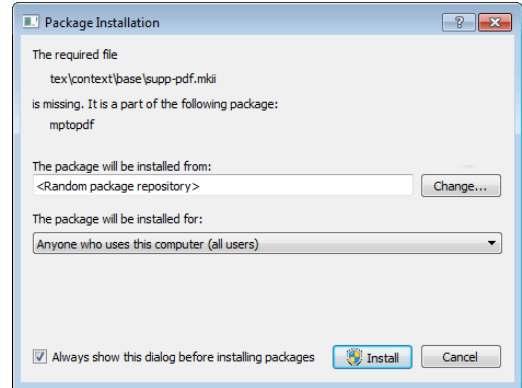 Package Installation
The required file
tex\context\base\supp-pdf.mkii
is missing. It is a part of the following package:
mptopdf
The package will be installed from:
<Random package repository>
Change...
The package will be installed for:
Anyone who uses this computer (all users)
Always show this dialog before installing packages
Install
Cancel